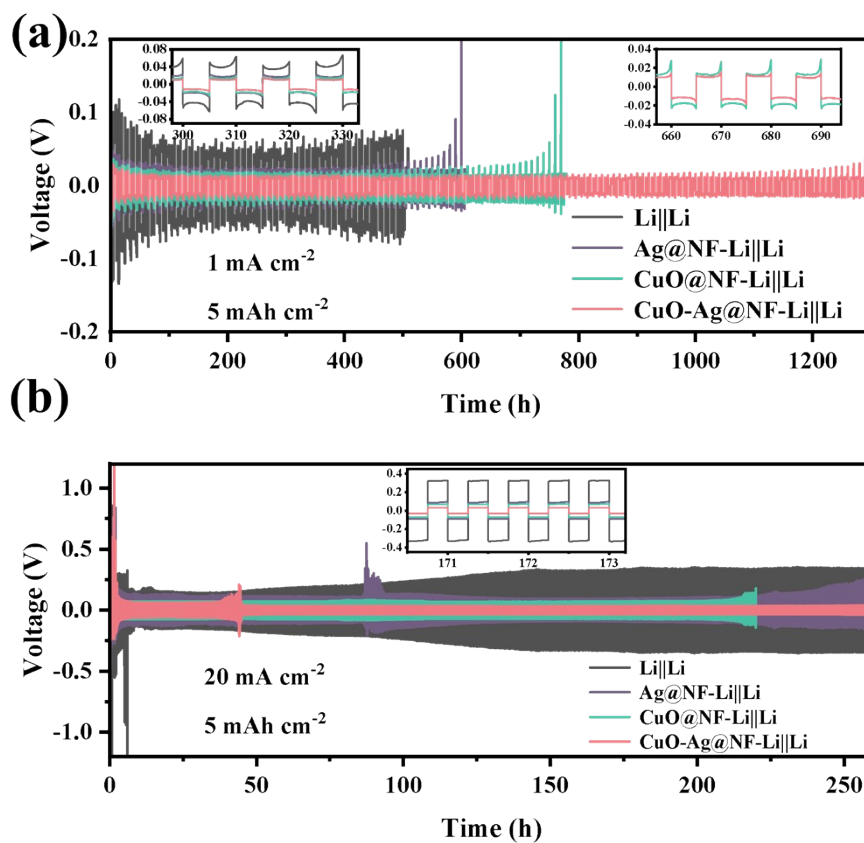 (a)
0.2
0.1
0.0
-0.1
-0.2
Voltage (V)
0.08
0.04
0.00
-0.04
-0.08
300 310 320 330
0.04
0.02
0.00
-0.02
-0.04
660 670 680 690
1 mA cm-2
5 mAh cm-2
Li||Li
Ag@NF-Li||Li
CuO@NF-Li||Li
CuO-Ag@NF-Li||Li
0 200 400 600 800 1000 1200
Time (h)
(b)
1.0
0.5
0.0
-0.5
-1.0
Voltage (V)
0.4
0.2
0.0
-0.2
-0.4
171 172 173
20 mA cm-2
5 mAh cm-2
Li||Li
Ag@NF-Li||Li
CuO@NF-Li||Li
CuO-Ag@NF-Li||Li
0 50 100 150 200 250
Time (h)